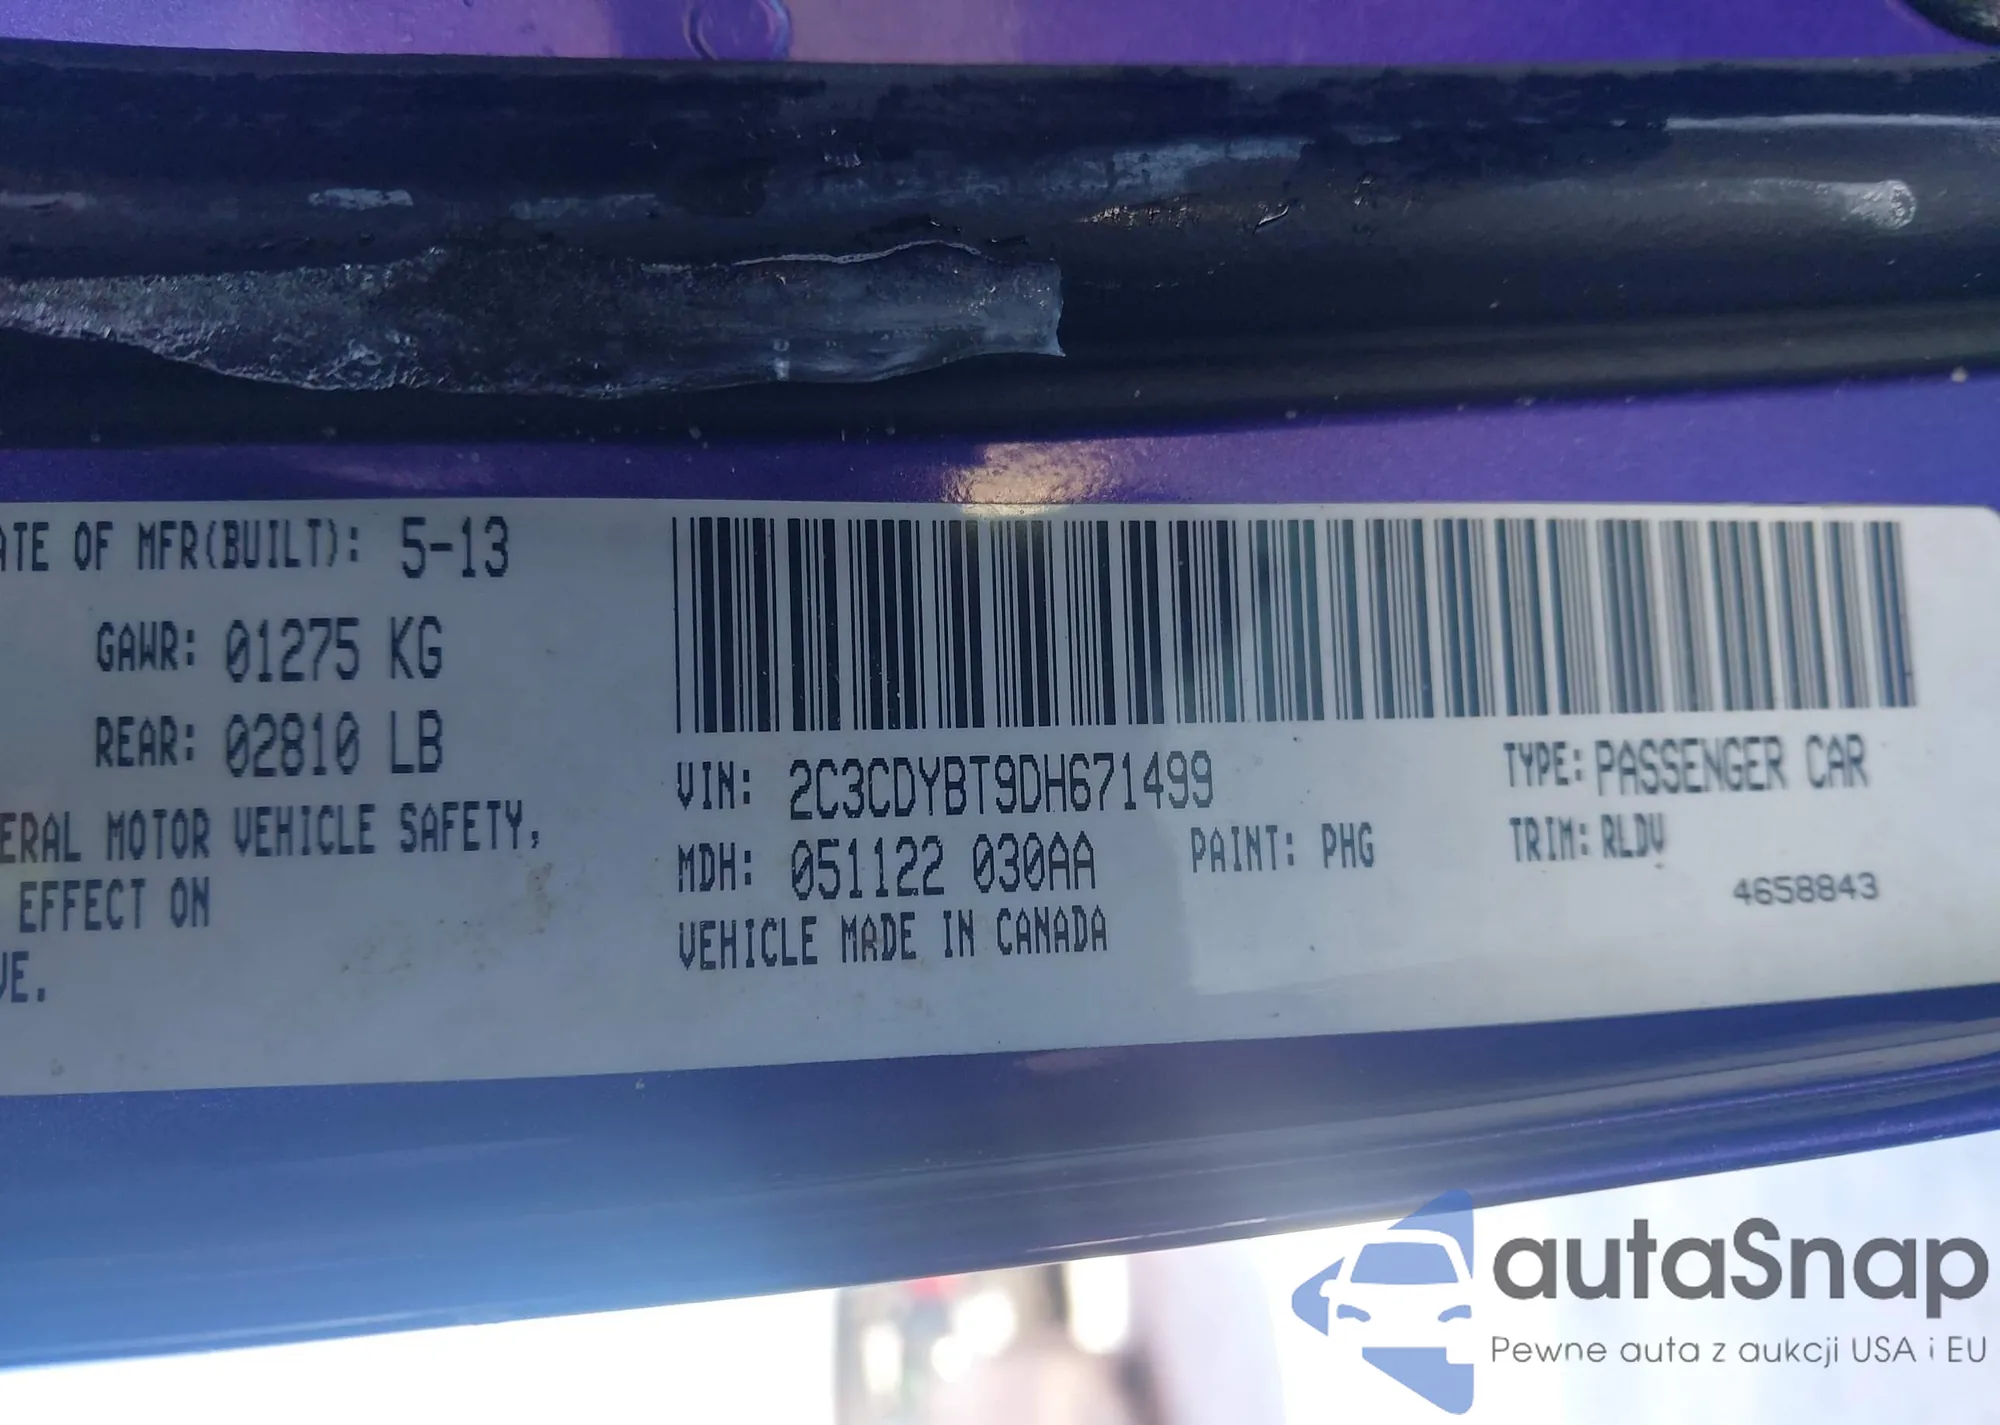 ATE OF MFR(BUILT): 5-13
GAWR: 01275 KG
REAR: 02810 LB
ERAL MOTOR VEHICLE SAFETY,
EFFECT ON
VE.
VIN: 2C3CDYBT9DH671499
TYPE: PASSENGER CAR
MDH: 051122 030AA
PAINT: PHG
TRIM: RLDV
VEHICLE MADE IN CANADA
4658843
autaSnap
Pewne auta z aukcji USA i EU